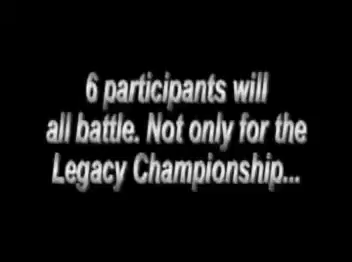 6 participants will
all battle. Not only for the
Legacy Championship...